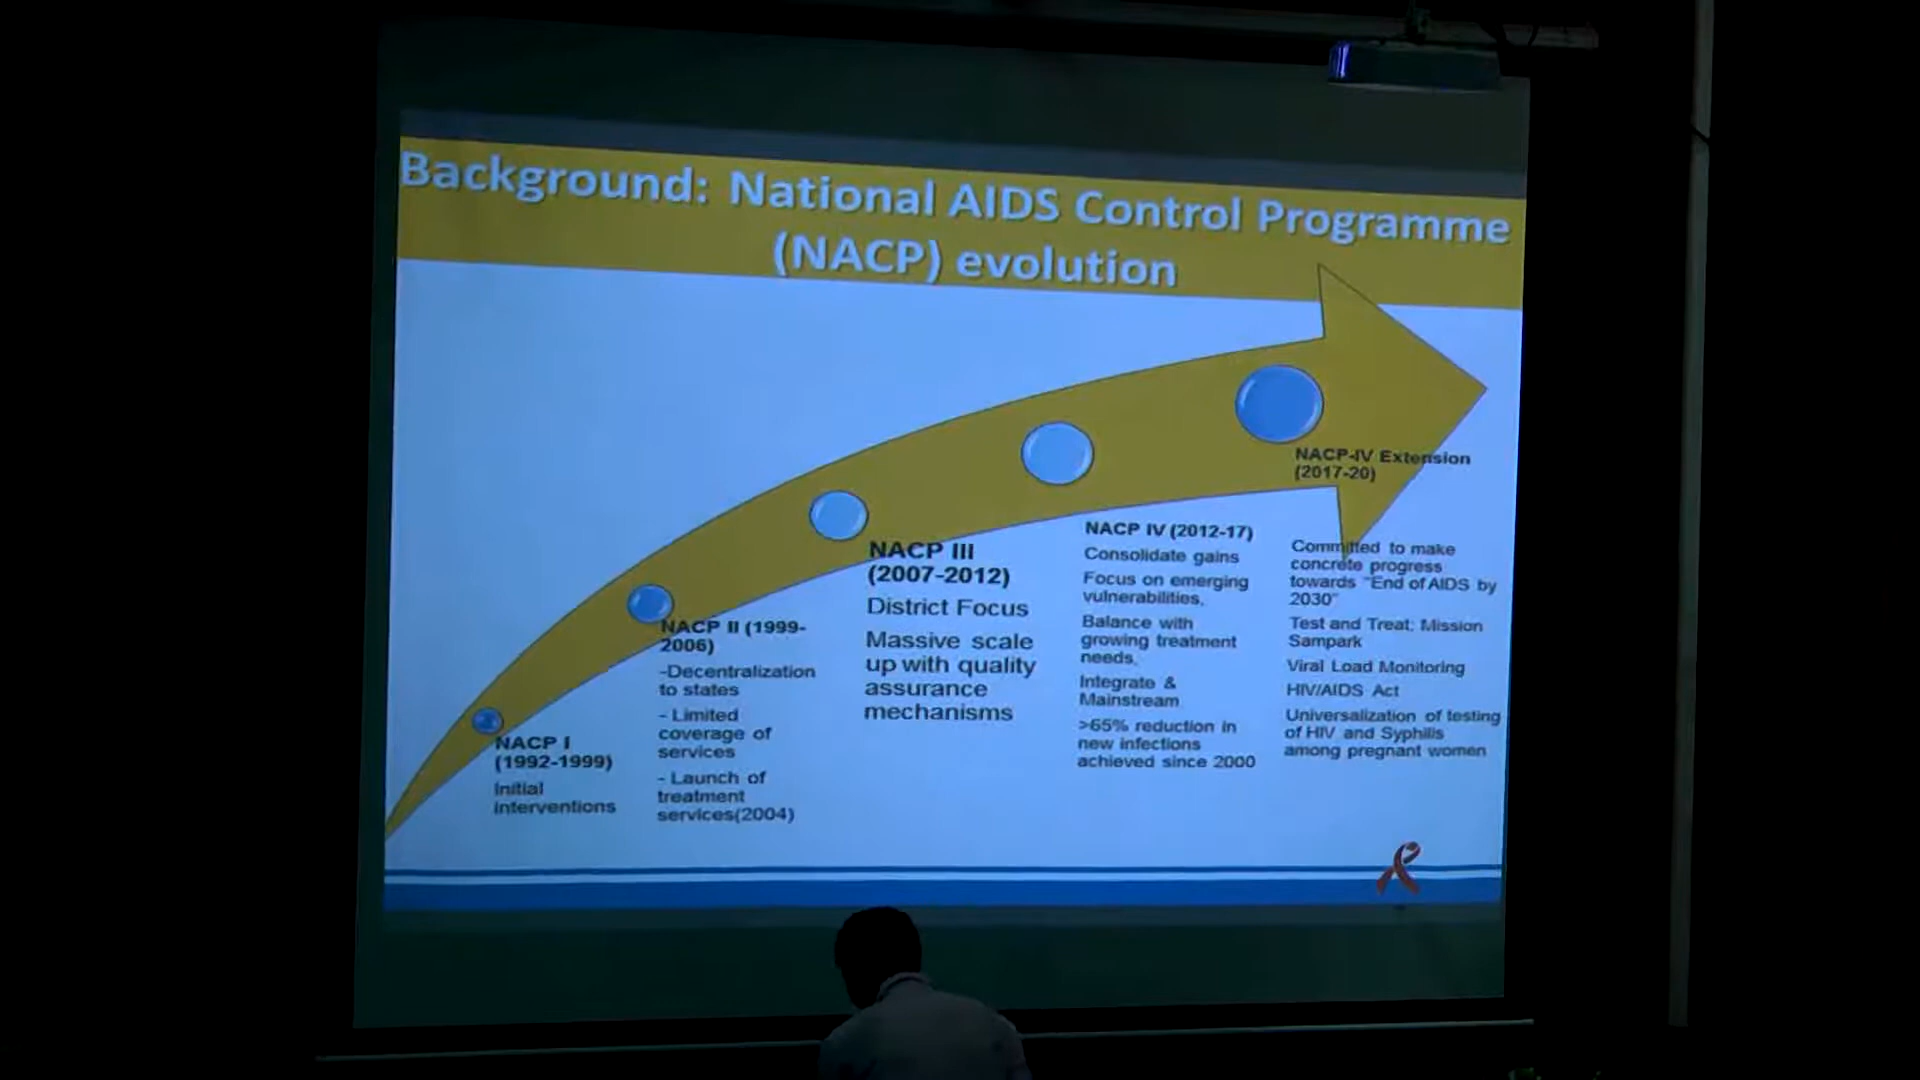 Background: National AIDS Control Programme
(NACP) evolution
NACP I
(1992-1999)
Initial
interventions
NACP II (1999-
2006)
-Decentralization
to states
- Limited
coverage of
services
- Launch of
treatment
services(2004)
NACP III
(2007-2012)
District Focus
Massive scale
up with quality
assurance
mechanisms
NACP IV (2012-17)
Consolidate gains
Focus on emerging
vulnerabilities,
Balance with
growing treatment
needs,
Integrate &
Mainstream
>65% reduction in
new infections
achieved since 2000
NACP-IV Extension
(2017-20)
Committed to make
concrete progress
towards "End of AIDS by
2030"
Test and Treat; Mission
Sampark
Viral Load Monitoring
HIV/AIDS Act
Universalization of testing
of HIV and Syphilis
among pregnant women